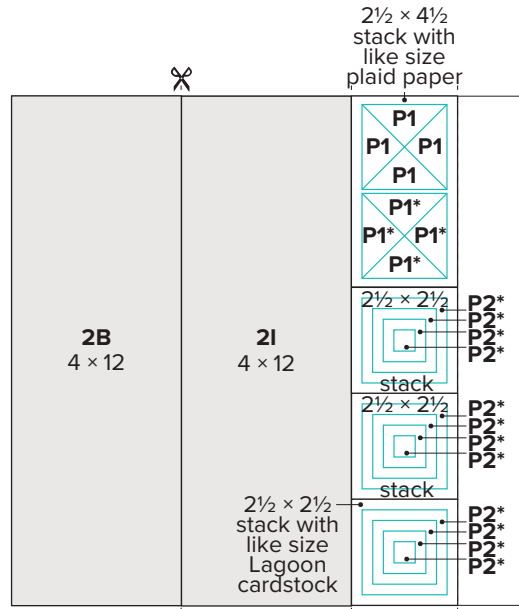 2½ × 4½
stack with
like size
plaid paper
P1
P1 P1
P1
P1*
P1* P1*
P1*
2B
4 × 12
2I
4 × 12
2½ × 2½
P2*
P2*
P2*
P2*
stack
2½ × 2½
P2*
P2*
P2*
P2*
stack
2½ × 2½
stack with
like size
Lagoon
cardstock
P2*
P2*
P2*
P2*